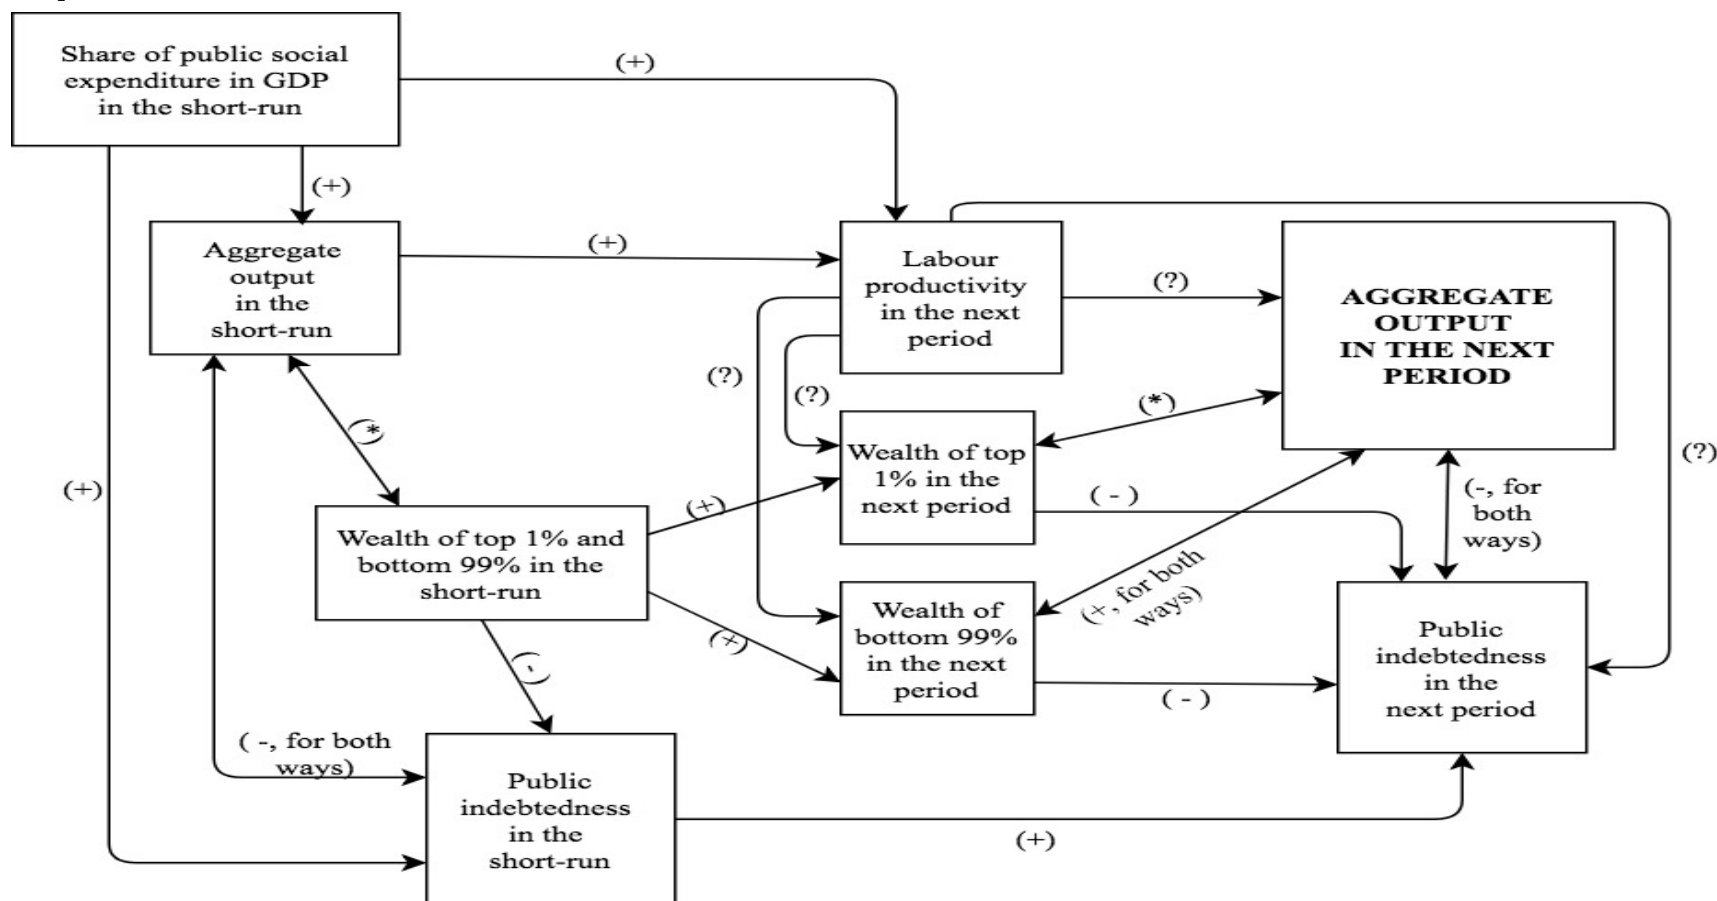 Share of public social
expenditure in GDP
in the short-run
(+)
(+)
Aggregate
output
in the
short-run
(+)
Labour
productivity
in the next
period
(?)
AGGREGATE
OUTPUT
IN THE NEXT
PERIOD
(?)
(?)
(*)
(*)
Wealth of top
1% in the
next period
(?)
(+)
(+)
( - )
(-, for
both
ways)
Wealth of top 1% and
bottom 99% in the
short-run
(+, for both
ways)
Wealth of
bottom 99%
in the next
period
(+)
( - )
( - )
Public
indebtedness
in the
next period
( -, for both
ways)
Public
indebtedness
in the
short-run
(+)